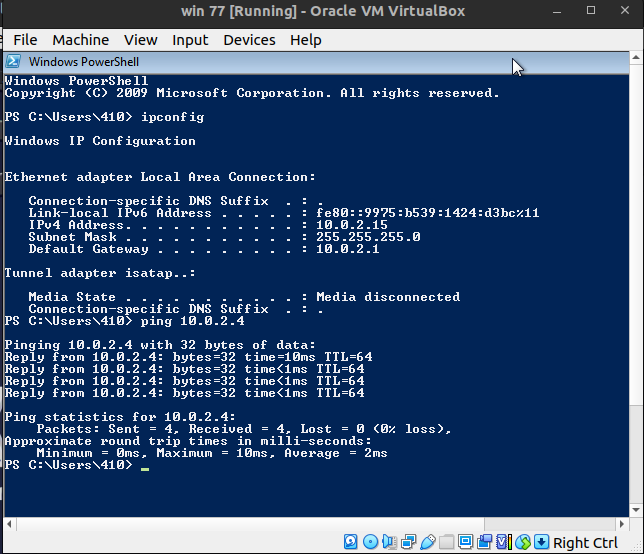 win 77 [Running] - Oracle VM VirtualBox
File Machine View Input Devices Help
Windows PowerShell
Windows PowerShell
Copyright (C) 2009 Microsoft Corporation. All rights reserved.
PS C:\Users\410> ipconfig
Windows IP Configuration
Ethernet adapter Local Area Connection:
Connection-specific DNS Suffix . : .
Link-local IPv6 Address . . . . . : fe80::9975:b539:1424:d3bc%11
IPv4 Address. . . . . . . . . . . : 10.0.2.15
Subnet Mask . . . . . . . . . . . : 255.255.255.0
Default Gateway . . . . . . . . . : 10.0.2.1
Tunnel adapter isatap..:
Media State . . . . . . . . . . . : Media disconnected
Connection-specific DNS Suffix . : .
PS C:\Users\410> ping 10.0.2.4
Pinging 10.0.2.4 with 32 bytes of data:
Reply from 10.0.2.4: bytes=32 time=10ms TTL=64
Reply from 10.0.2.4: bytes=32 time<1ms TTL=64
Reply from 10.0.2.4: bytes=32 time<1ms TTL=64
Reply from 10.0.2.4: bytes=32 time<1ms TTL=64
Ping statistics for 10.0.2.4:
Packets: Sent = 4, Received = 4, Lost = 0 (0% loss),
Approximate round trip times in milli-seconds:
Minimum = 0ms, Maximum = 10ms, Average = 2ms
PS C:\Users\410> _
Right Ctrl